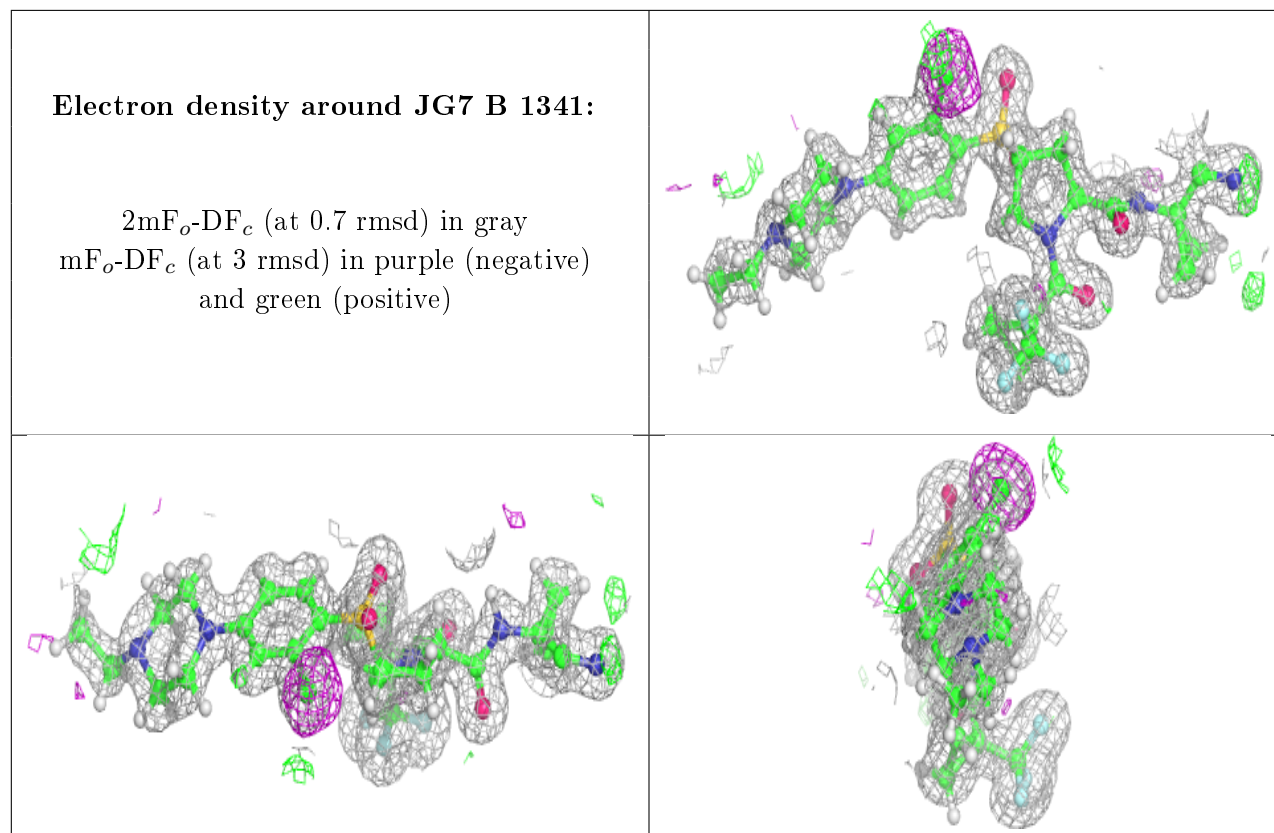 Electron density around JG7 B 1341:
2mFₒ-DF𝒸 (at 0.7 rmsd) in gray
mFₒ-DF𝒸 (at 3 rmsd) in purple (negative)
and green (positive)